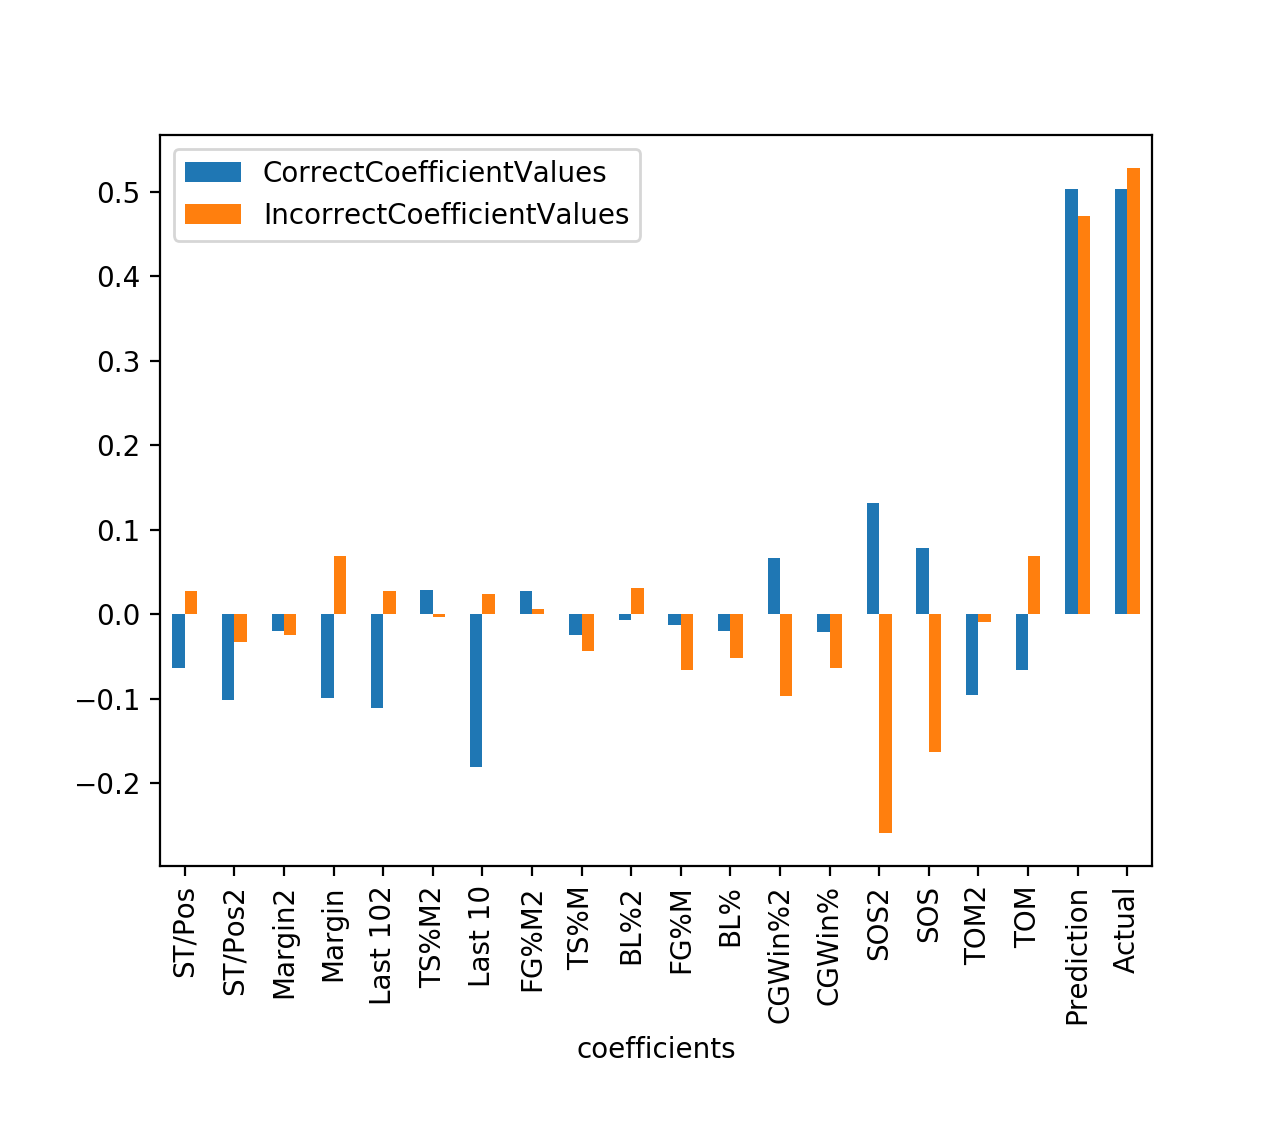 CorrectCoefficientValues
IncorrectCoefficientValues
0.5
0.4
0.3
0.2
0.1
0.0
−0.1
−0.2
ST/Pos
ST/Pos2
Margin2
Margin
Last 102
TS%M2
Last 10
FG%M2
TS%M
BL%2
FG%M
BL%
CGWin%2
CGWin%
SOS2
SOS
TOM2
TOM
Prediction
Actual
coefficients